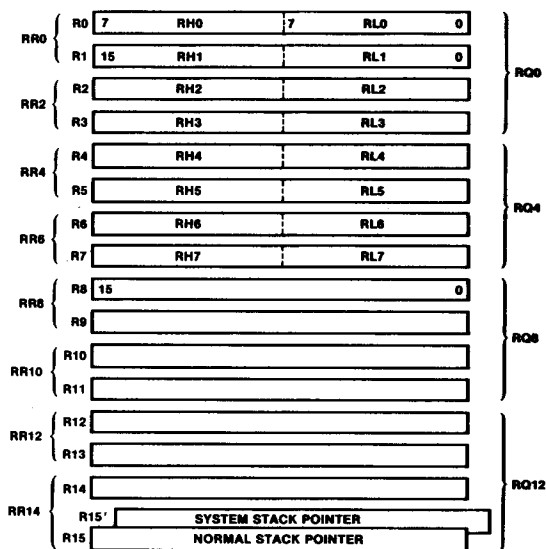 R0 7 RH0 7 RL0 0
RR0
R1 15 RH1 RL1 0
RQ0
R2 RH2 RL2
RR2
R3 RH3 RL3
R4 RH4 RL4
RR4
R5 RH5 RL5
RQ4
R6 RH6 RL6
RR6
R7 RH7 RL7
R8 15 0
RR8
R9
RQ8
R10
RR10
R11
R12
RR12
R13
RQ12
R14
RR14
R15' SYSTEM STACK POINTER
R15 NORMAL STACK POINTER